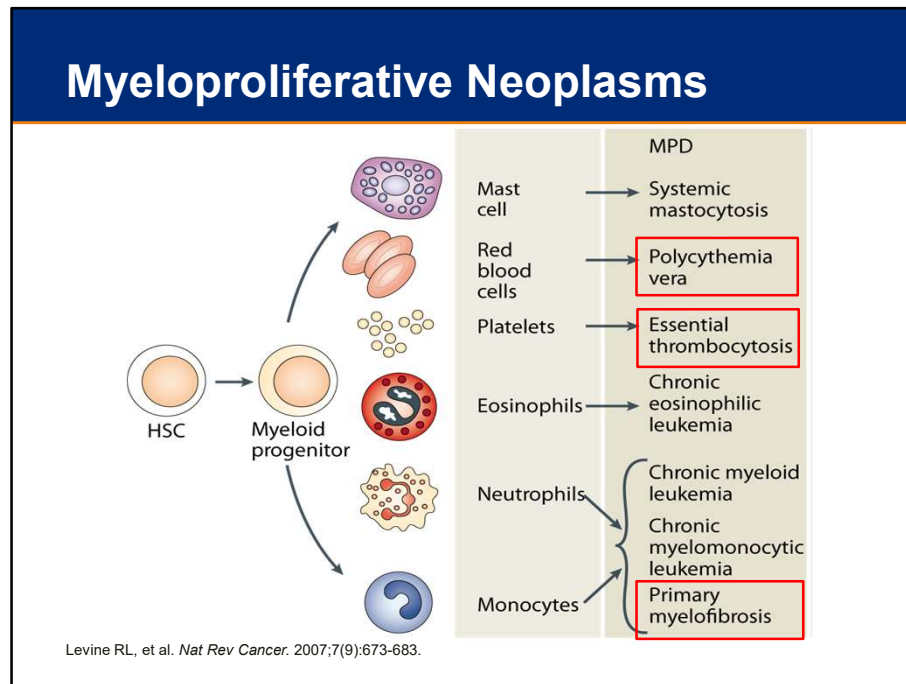 Myeloproliferative Neoplasms
MPD
Mast
cell
Systemic
mastocytosis
Red
blood
cells
Polycythemia
vera
Platelets
Essential
thrombocytosis
HSC
Myeloid
progenitor
Eosinophils
Chronic
eosinophilic
leukemia
Neutrophils
Chronic myeloid
leukemia
Chronic
myelomonocytic
leukemia
Monocytes
Primary
myelofibrosis
Levine RL, et al. Nat Rev Cancer. 2007;7(9):673-683.